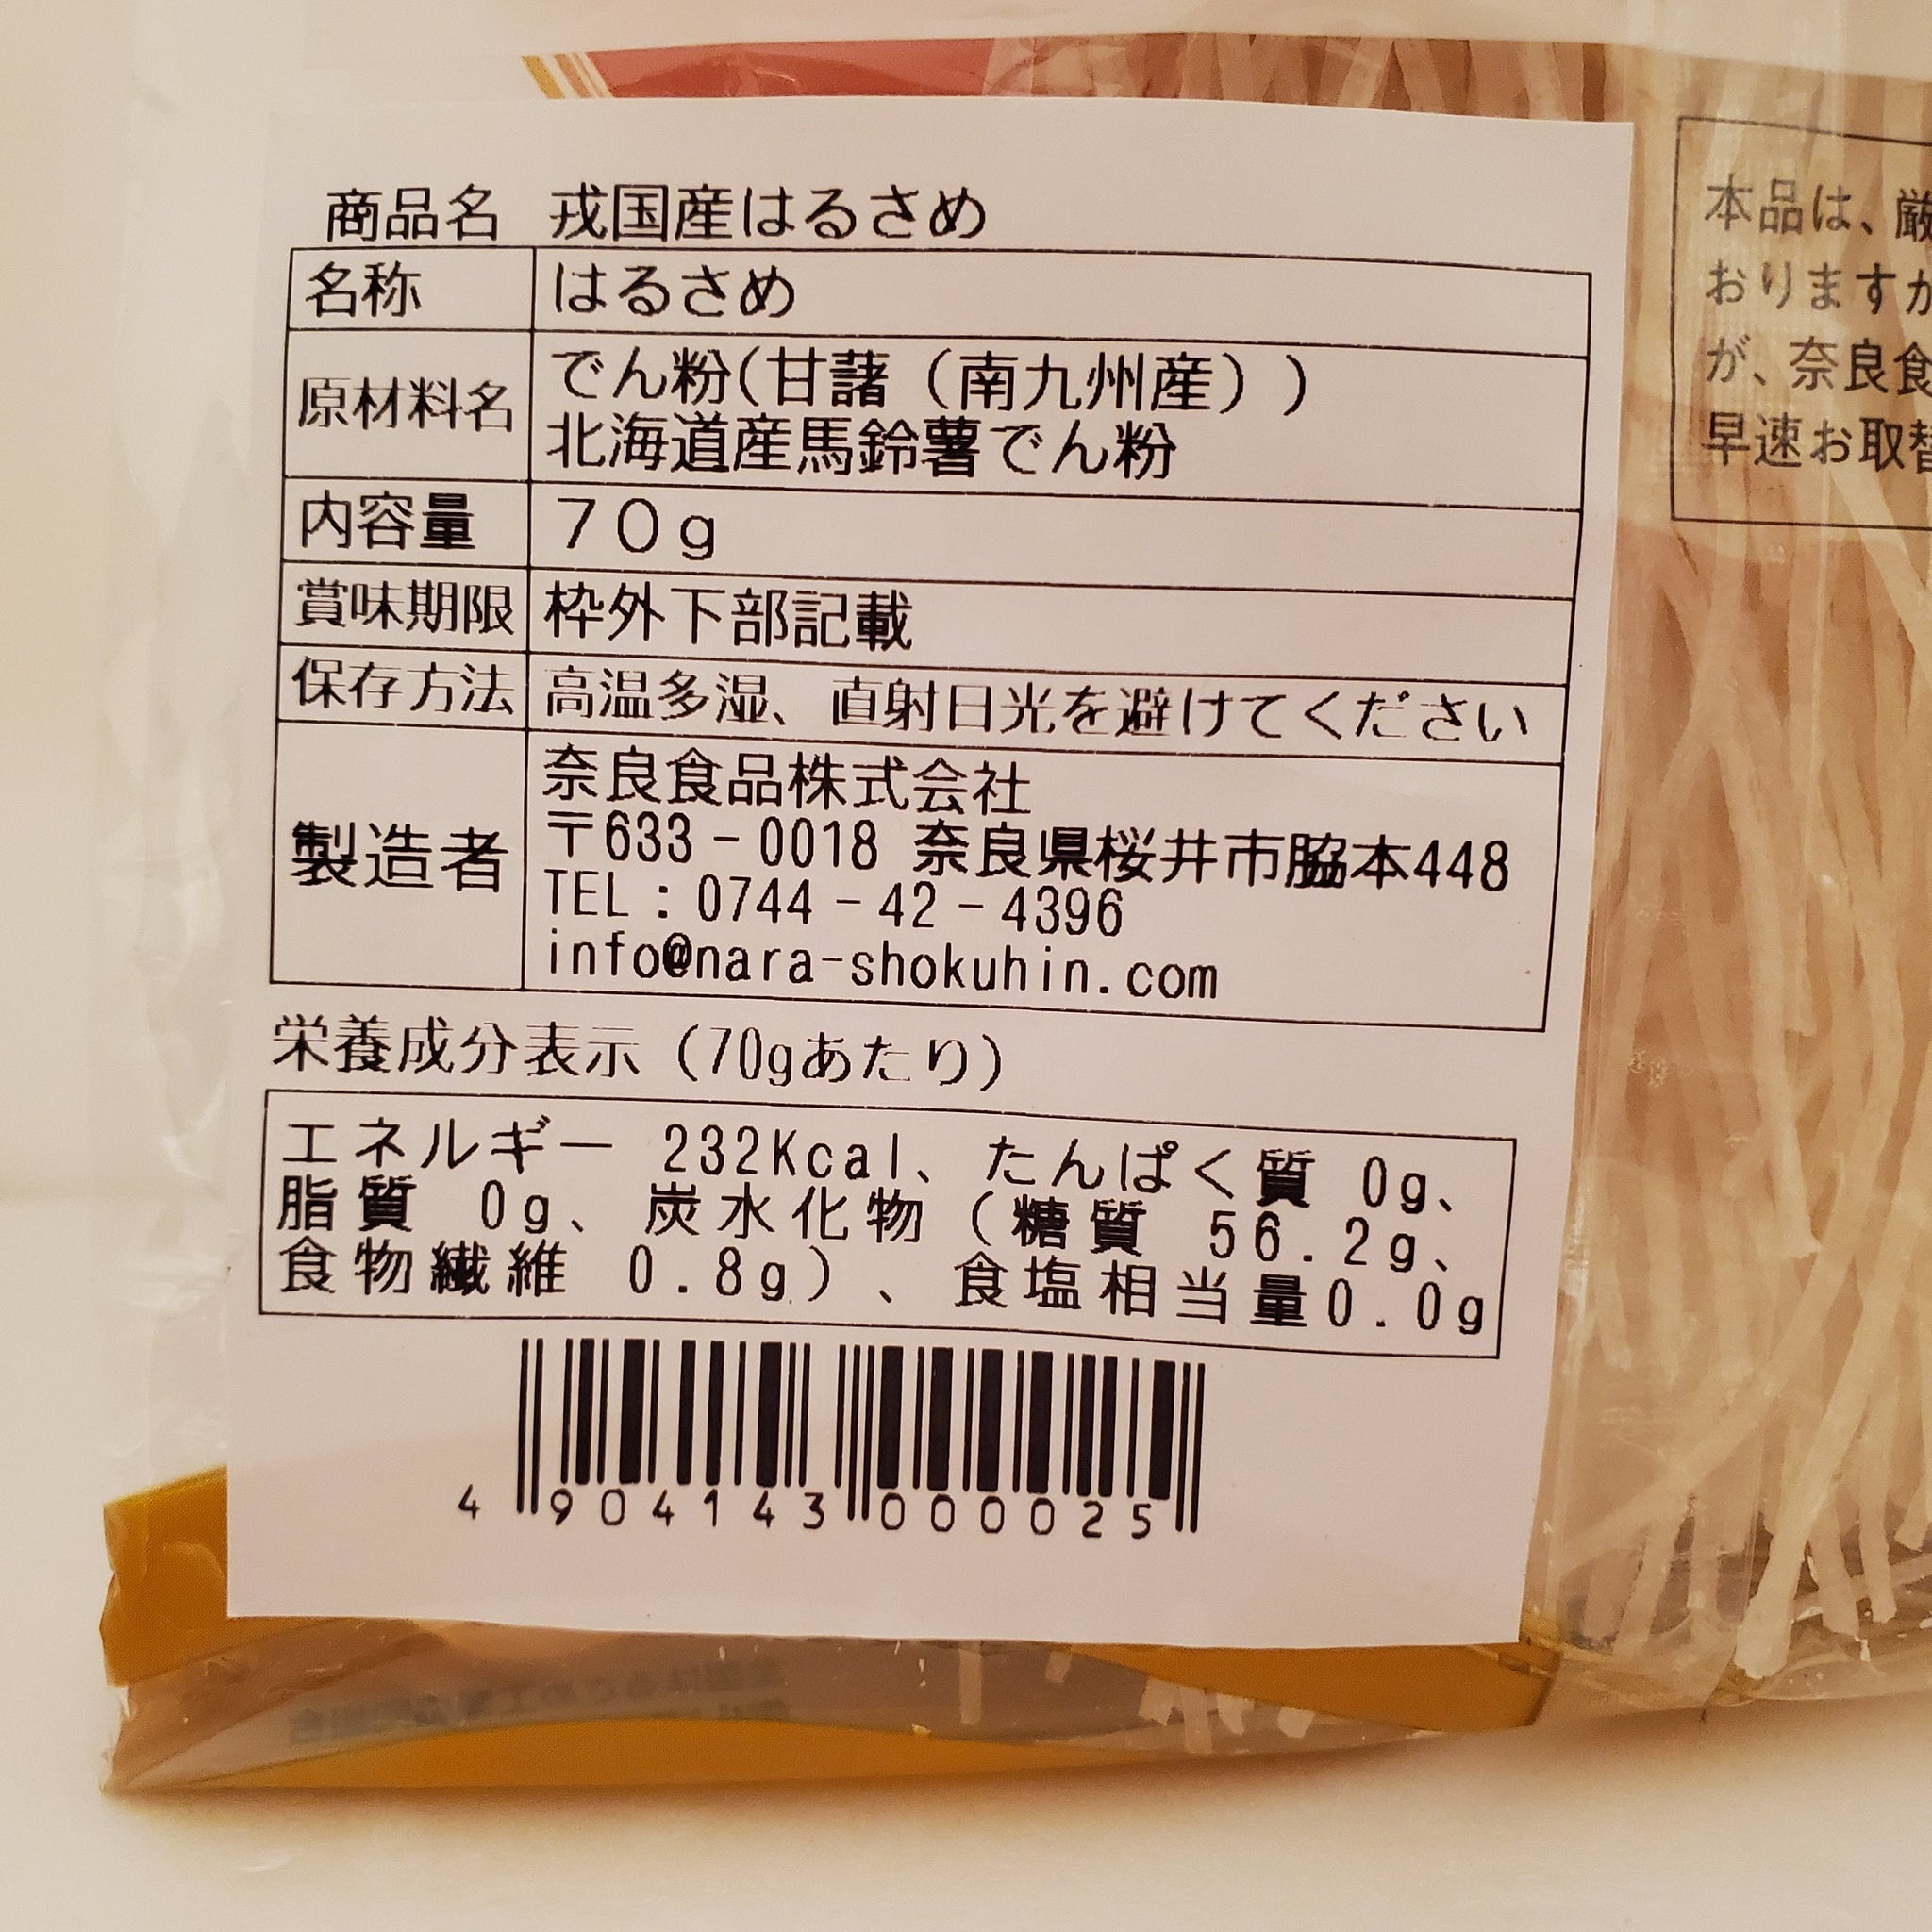 商品名 戎国産はるさめ
名称 はるさめ
原材料名 でん粉(甘藷（南九州産）)
北海道産馬鈴薯でん粉
内容量 70g
賞味期限 枠外下部記載
保存方法 高温多湿、直射日光を避けてください
製造者 奈良食品株式会社
〒633-0018 奈良県桜井市脇本448
TEL：0744-42-4396
info@nara-shokuhin.com
栄養成分表示（70gあたり）
エネルギー 232Kcal、たんぱく質 0g、
脂質 0g、炭水化物（糖質 56.2g、
食物繊維 0.8g）、食塩相当量0.0g
4 904143 000025
本品は、厳
おりますが
が、奈良食
早速お取替